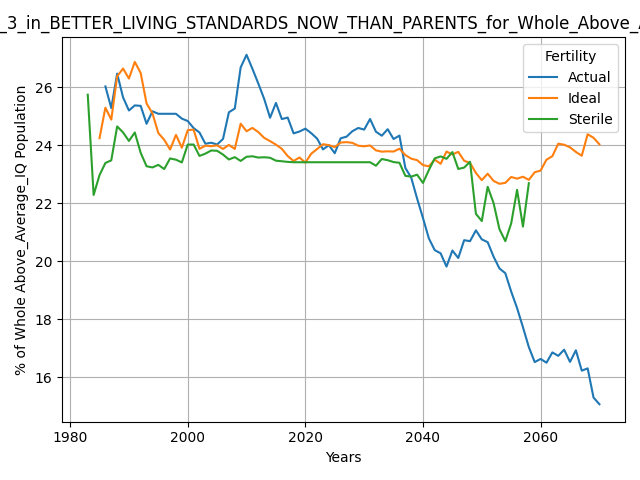 _3_in_BETTER_LIVING_STANDARDS_NOW_THAN_PARENTS_for_Whole_Above_
Fertility
Actual
Ideal
Sterile
% of Whole Above_Average_IQ Population
26
24
22
20
18
16
1980
2000
2020
2040
2060
Years